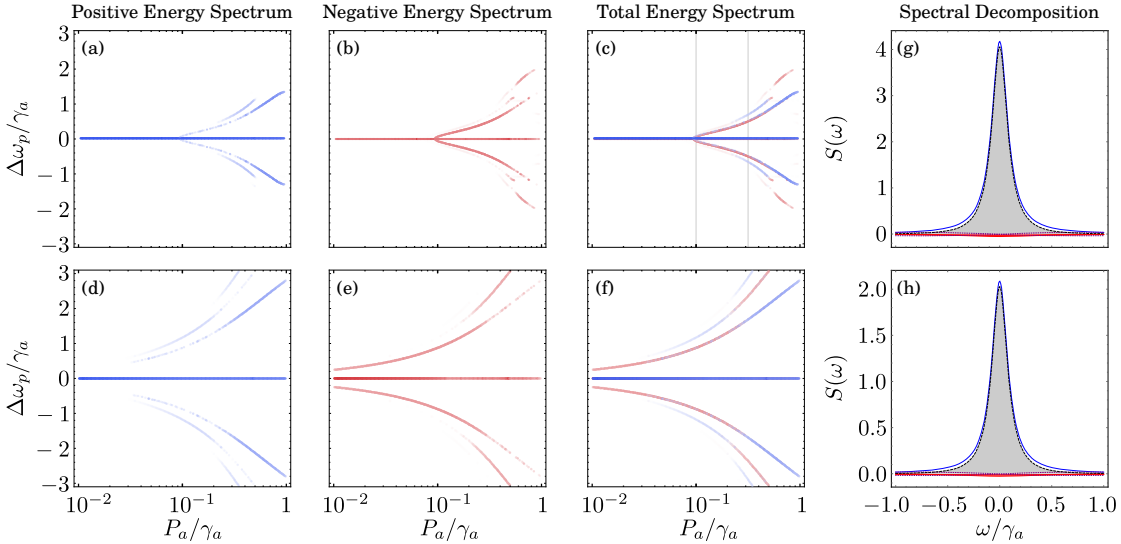 Positive Energy Spectrum Negative Energy Spectrum Total Energy Spectrum Spectral Decomposition
(a) (b) (c) (g)
3
2
1
0
−1
−2
−3
Δω_p/γ_a
4
3
2
1
0
S(ω)
(d) (e) (f) (h)
3
2
1
0
−1
−2
−3
Δω_p/γ_a
2.0
1.5
1.0
0.5
0.0
S(ω)
10⁻² 10⁻¹ 1 10⁻² 10⁻¹ 1 10⁻² 10⁻¹ 1 −1.0 −0.5 0.0 0.5 1.0
P_a/γ_a P_a/γ_a P_a/γ_a ω/γ_a